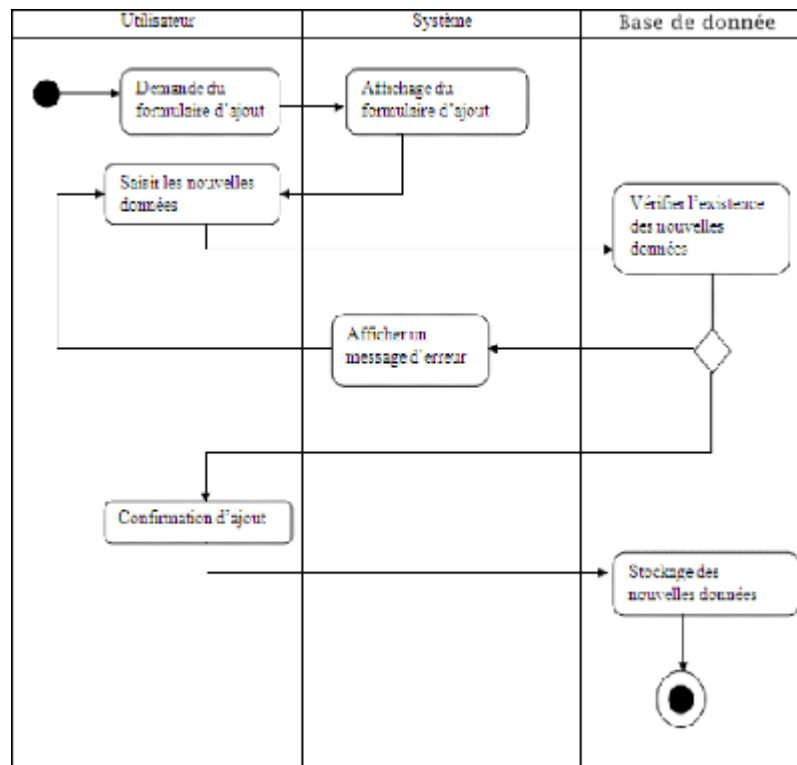 Utilisateur
Système
Base de donnée
Demande du
formulaire d'ajout
Affichage du
formulaire d'ajout
Saisir les nouvelles
données
Vérifier l'existence
des nouvelles
données
Afficher un
message d'erreur
Confirmation d'ajout
Stockage des
nouvelles données